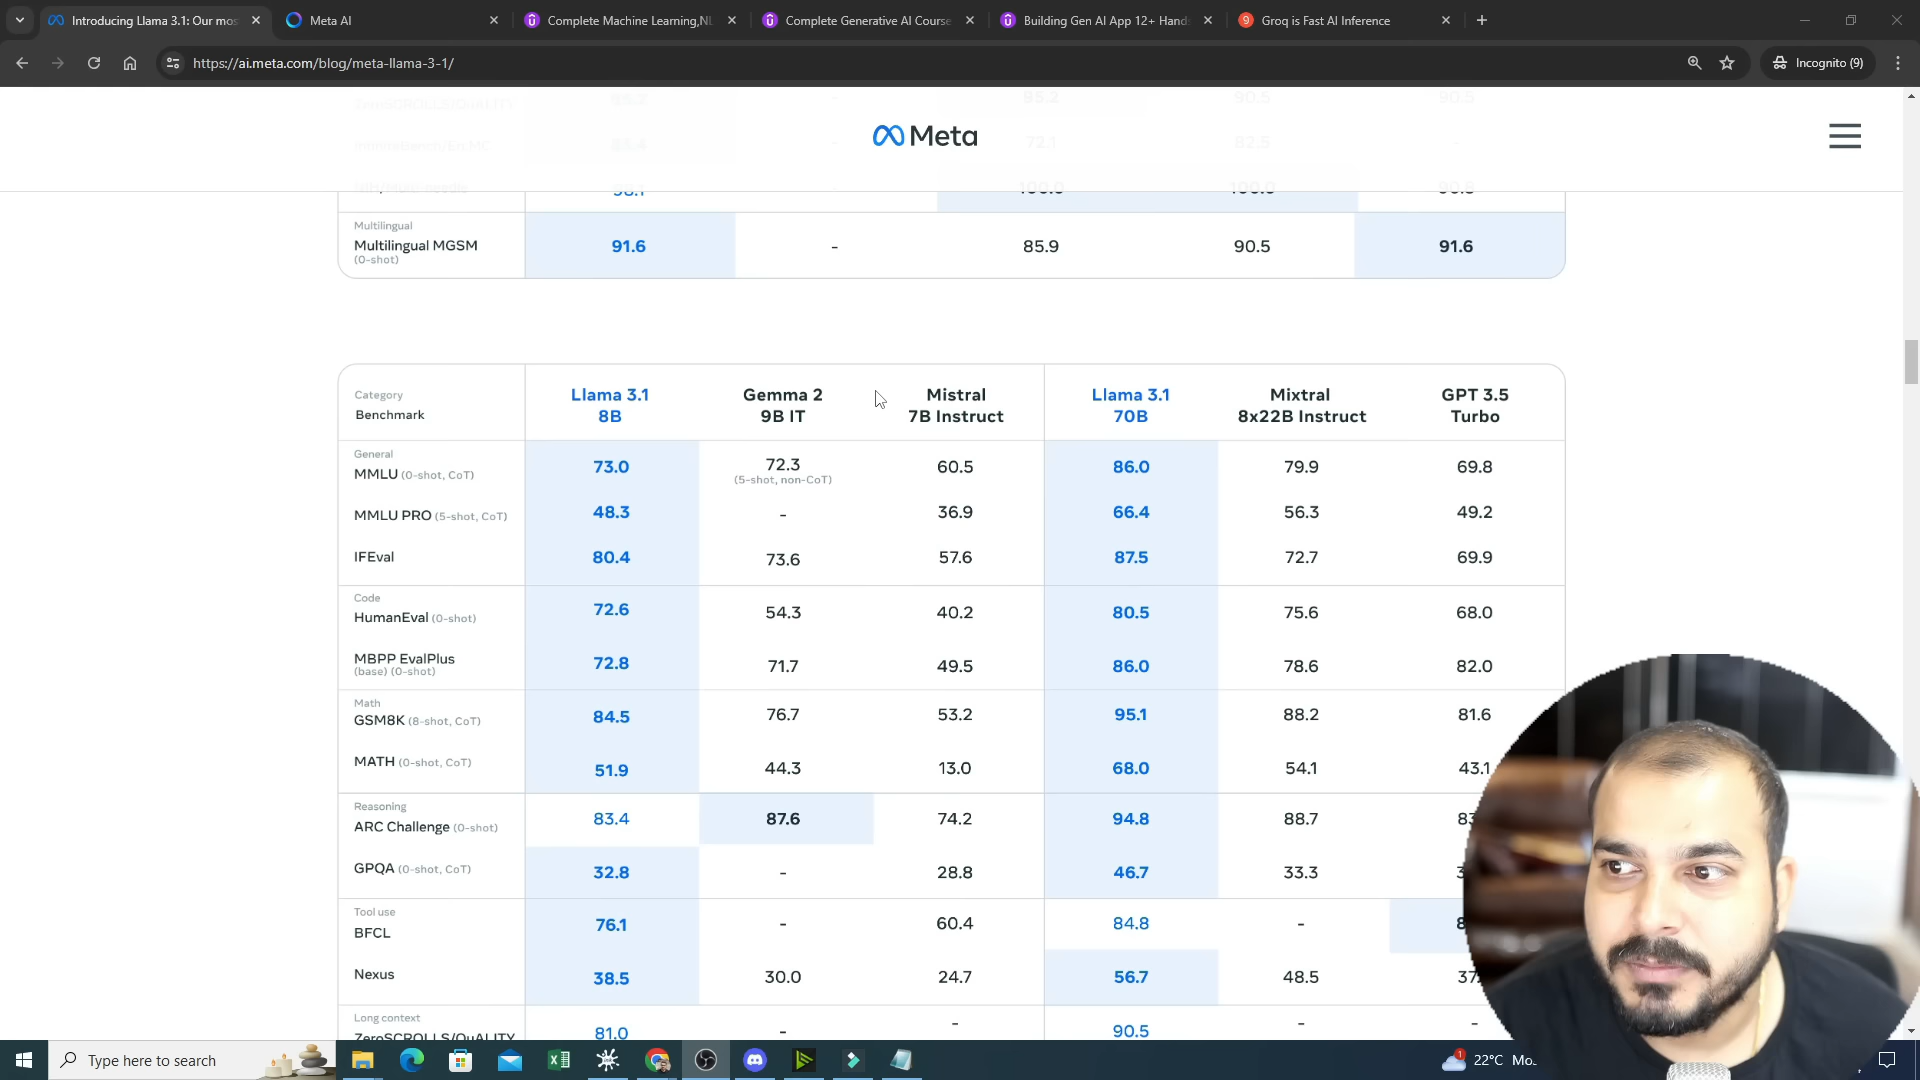 Introducing Llama 3.1: Our mos
Meta AI
Complete Machine Learning,NL
Complete Generative AI Course
Building Gen AI App 12+ Hand
Groq is Fast AI Inference
https://ai.meta.com/blog/meta-llama-3-1/
Incognito (9)
95.2 90.5 90.5
Meta
72.1 82.5 -
Multilingual
Multilingual MGSM 91.6 - 85.9 90.5 91.6
(0-shot)
Category
Benchmark
Llama 3.1
8B
Gemma 2
9B IT
Mistral
7B Instruct
Llama 3.1
70B
Mixtral
8x22B Instruct
GPT 3.5
Turbo
General
MMLU (0-shot, CoT) 73.0 72.3 60.5 86.0 79.9 69.8
(5-shot, non-CoT)
MMLU PRO (5-shot, CoT) 48.3 - 36.9 66.4 56.3 49.2
IFEval 80.4 73.6 57.6 87.5 72.7 69.9
Code
HumanEval (0-shot) 72.6 54.3 40.2 80.5 75.6 68.0
MBPP EvalPlus 72.8 71.7 49.5 86.0 78.6 82.0
(base) (0-shot)
Math
GSM8K (8-shot, CoT) 84.5 76.7 53.2 95.1 88.2 81.6
MATH (0-shot, CoT) 51.9 44.3 13.0 68.0 54.1 43.1
Reasoning
ARC Challenge (0-shot) 83.4 87.6 74.2 94.8 88.7
GPQA (0-shot, CoT) 32.8 - 28.8 46.7 33.3
Tool use
BFCL 76.1 - 60.4 84.8 -
Nexus 38.5 30.0 24.7 56.7 48.5
Long context
ZeroSCROLLS/QuALITY 81.0 - - 90.5 - -
Type here to search
22°C